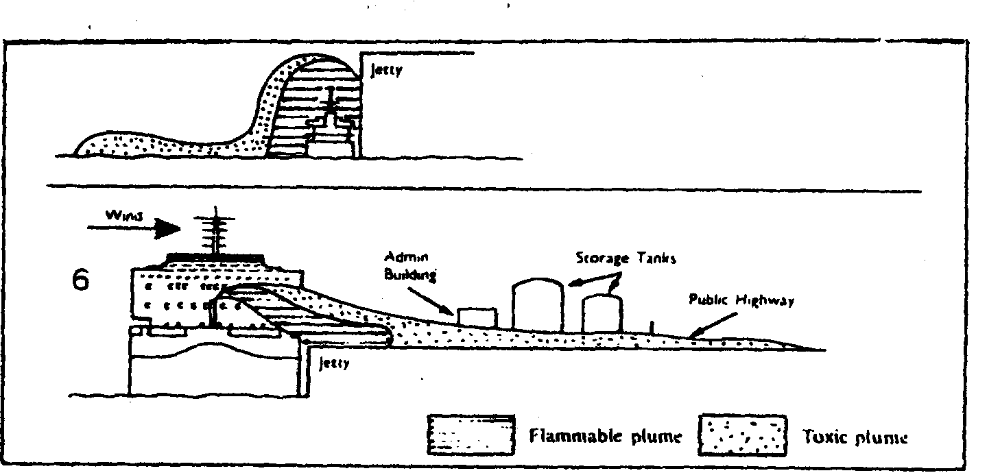 Jetty
Wind
6
Admin
Building
Storage Tanks
Public Highway
Jetty
Flammable plume
Toxic plume